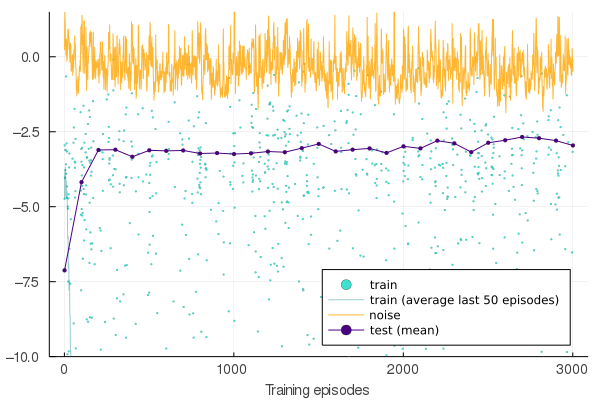 0.0
−2.5
−5.0
−7.5
−10.0
train
train (average last 50 episodes)
noise
test (mean)
0
1000
2000
3000
Training episodes